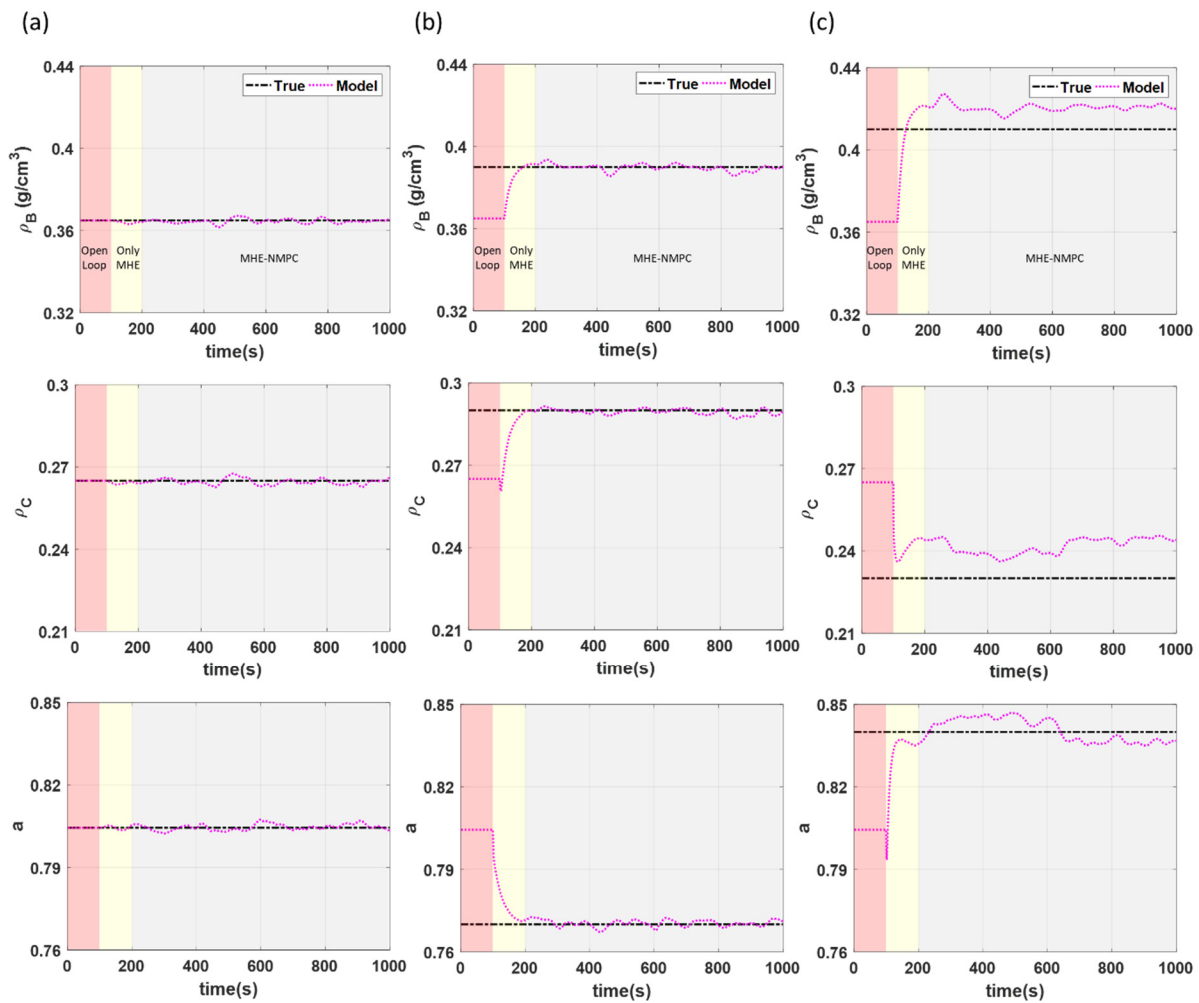 (a)
(b)
(c)
0.44
0.4
0.36
0.32
ρB (g/cm3)
True
Model
Open Loop
Only MHE
MHE-NMPC
0 200 400 600 800 1000
time(s)
0.44
0.4
0.36
0.32
ρB (g/cm3)
True
Model
Open Loop
Only MHE
MHE-NMPC
0 200 400 600 800 1000
time(s)
0.44
0.4
0.36
0.32
ρB (g/cm3)
True
Model
Open Loop
Only MHE
MHE-NMPC
0 200 400 600 800 1000
time(s)
0.3
0.27
0.24
0.21
ρC
0 200 400 600 800 1000
time(s)
0.3
0.27
0.24
0.21
ρC
0 200 400 600 800 1000
time(s)
0.3
0.27
0.24
0.21
ρC
0 200 400 600 800 1000
time(s)
0.85
0.82
0.79
0.76
a
0 200 400 600 800 1000
time(s)
0.85
0.82
0.79
0.76
a
0 200 400 600 800 1000
time(s)
0.85
0.82
0.79
0.76
a
0 200 400 600 800 1000
time(s)